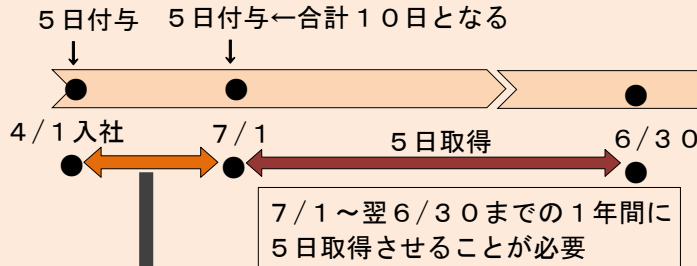 ５日付与　５日付与←合計１０日となる
4/1入社　7/1　5日取得　6/30
7/1～翌6/30までの1年間に
5日取得させることが必要